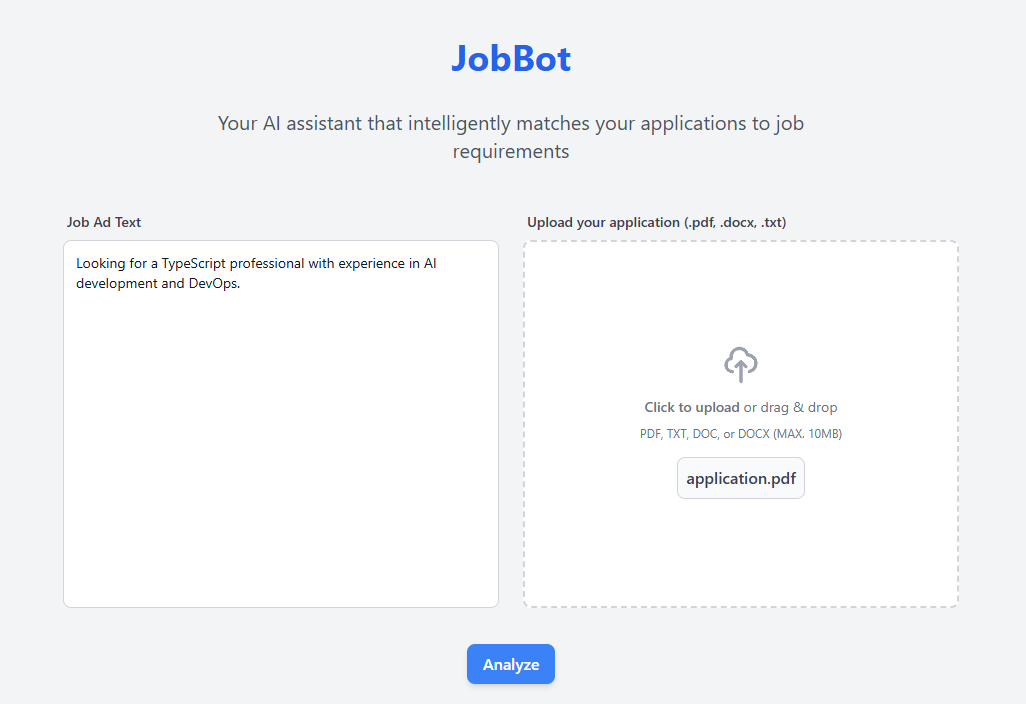 JobBot
Your AI assistant that intelligently matches your applications to job
requirements
Job Ad Text
Looking for a TypeScript professional with experience in AI
development and DevOps.
Upload your application (.pdf, .docx, .txt)
Click to upload or drag & drop
PDF, TXT, DOC, or DOCX (MAX. 10MB)
application.pdf
Analyze